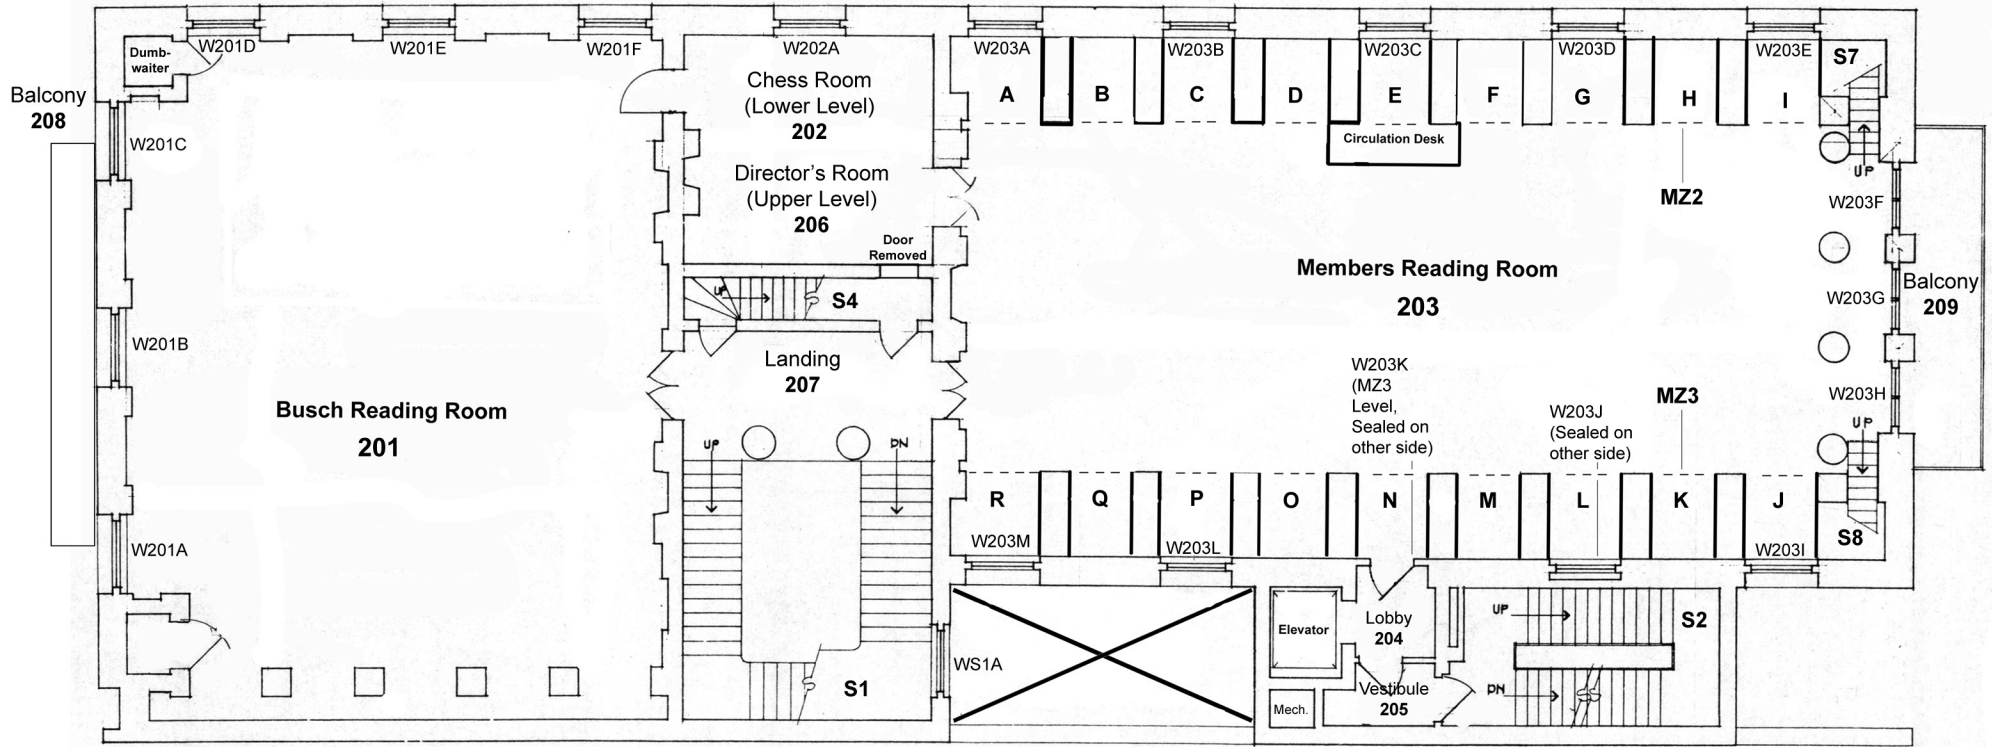 W201D
W201E
W201F
W202A
W203A
W203B
W203C
W203D
W203E
Dumb-
waiter
S7
Balcony
208
Chess Room
(Lower Level)
202
A
B
C
D
E
F
G
H
I
W201C
Circulation Desk
UP
Director's Room
(Upper Level)
206
MZ2
W203F
Door
Removed
Members Reading Room
203
UP
S4
W203G
Balcony
209
W201B
Landing
207
W203K
(MZ3
Level,
Sealed on
other side)
W203J
(Sealed on
other side)
MZ3
W203H
Busch Reading Room
201
UP
DN
UP
R
Q
P
O
N
M
L
K
J
W201A
W203M
W203L
W203I
S8
Elevator
Lobby
204
UP
S2
WS1A
S1
Vestibule
205
DN
Mech.